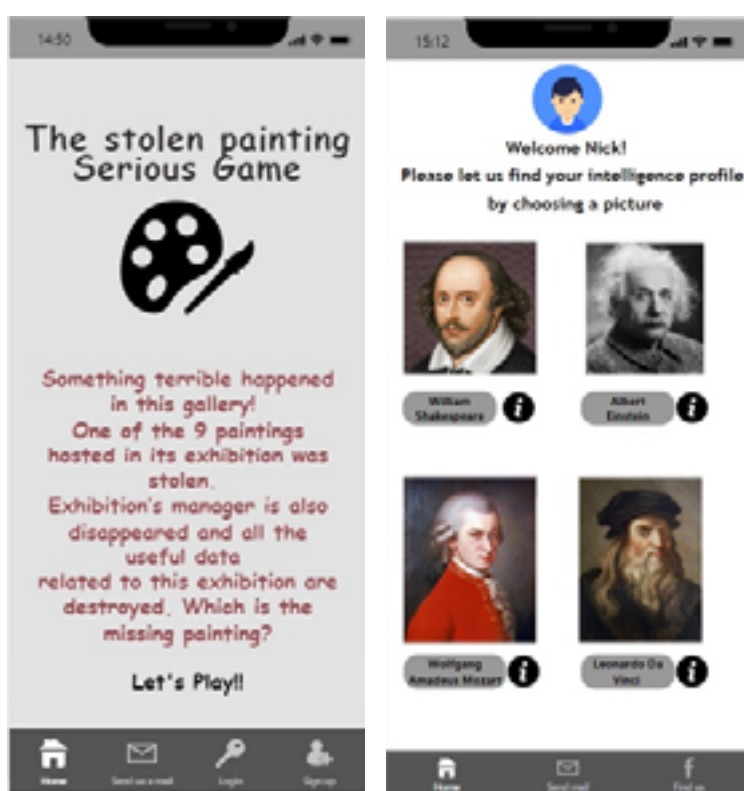 14:50
The stolen painting
Serious Game
Something terrible happened
in this gallery!
One of the 9 paintings
hosted in its exhibition was
stolen.
Exhibition's manager is also
disappeared and all the
useful data
related to this exhibition are
destroyed. Which is the
missing painting?
Let's Play!!
Home
Send us a mail
Login
Sign up
15:12
Welcome Nick!
Please let us find your intelligence profile
by choosing a picture
William
Shakespeare
i
Albert
Einstein
i
Wolfgang
Amadeus Mozart
i
Leonardo Da
Vinci
i
Home
Send mail
f
Find us